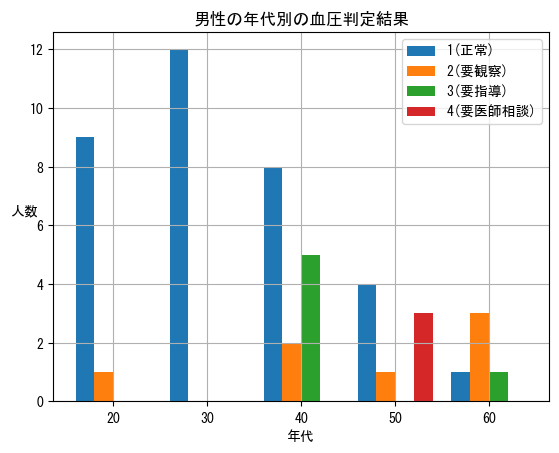 男性の年代別の血圧判定結果
1(正常)
2(要観察)
3(要指導)
4(要医師相談)
12
10
8
6
4
2
0
人数
20 30 40 50 60
年代